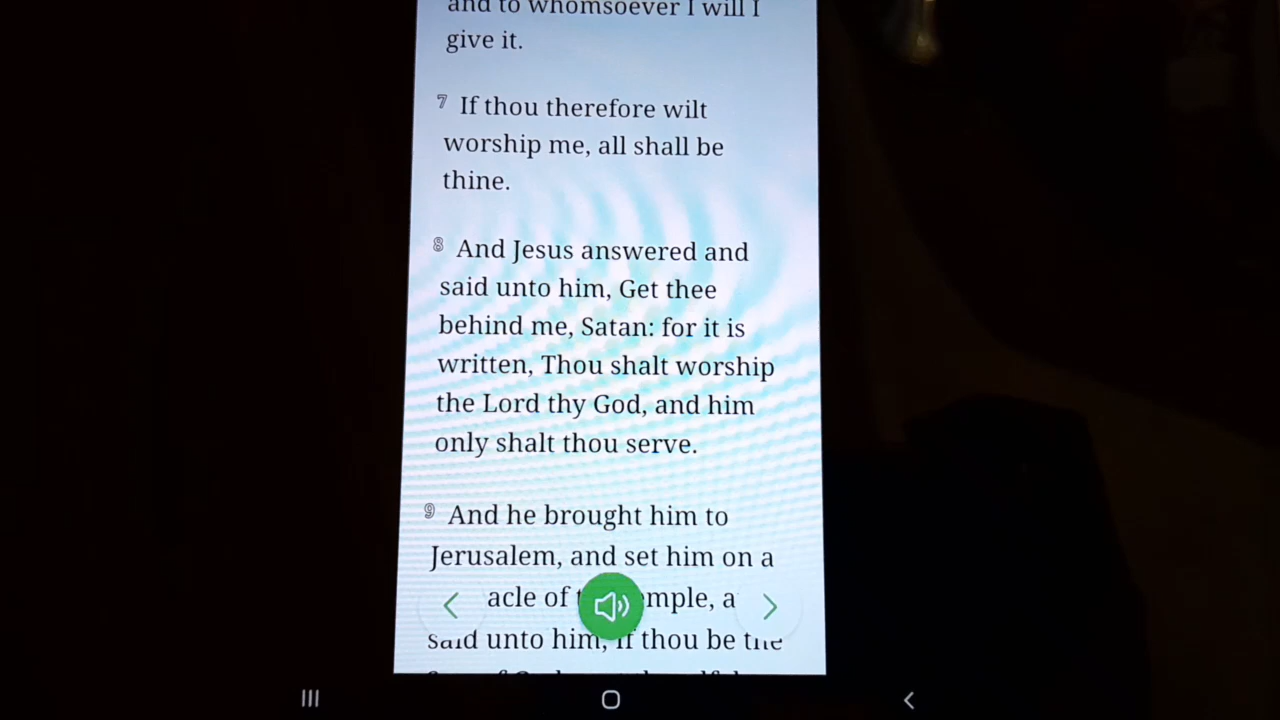 and to whomsoever I will I
give it.
7 If thou therefore wilt
worship me, all shall be
thine.
8 And Jesus answered and
said unto him, Get thee
behind me, Satan: for it is
written, Thou shalt worship
the Lord thy God, and him
only shalt thou serve.
9 And he brought him to
Jerusalem, and set him on a
acle of t emple, a
said unto him, If thou be the